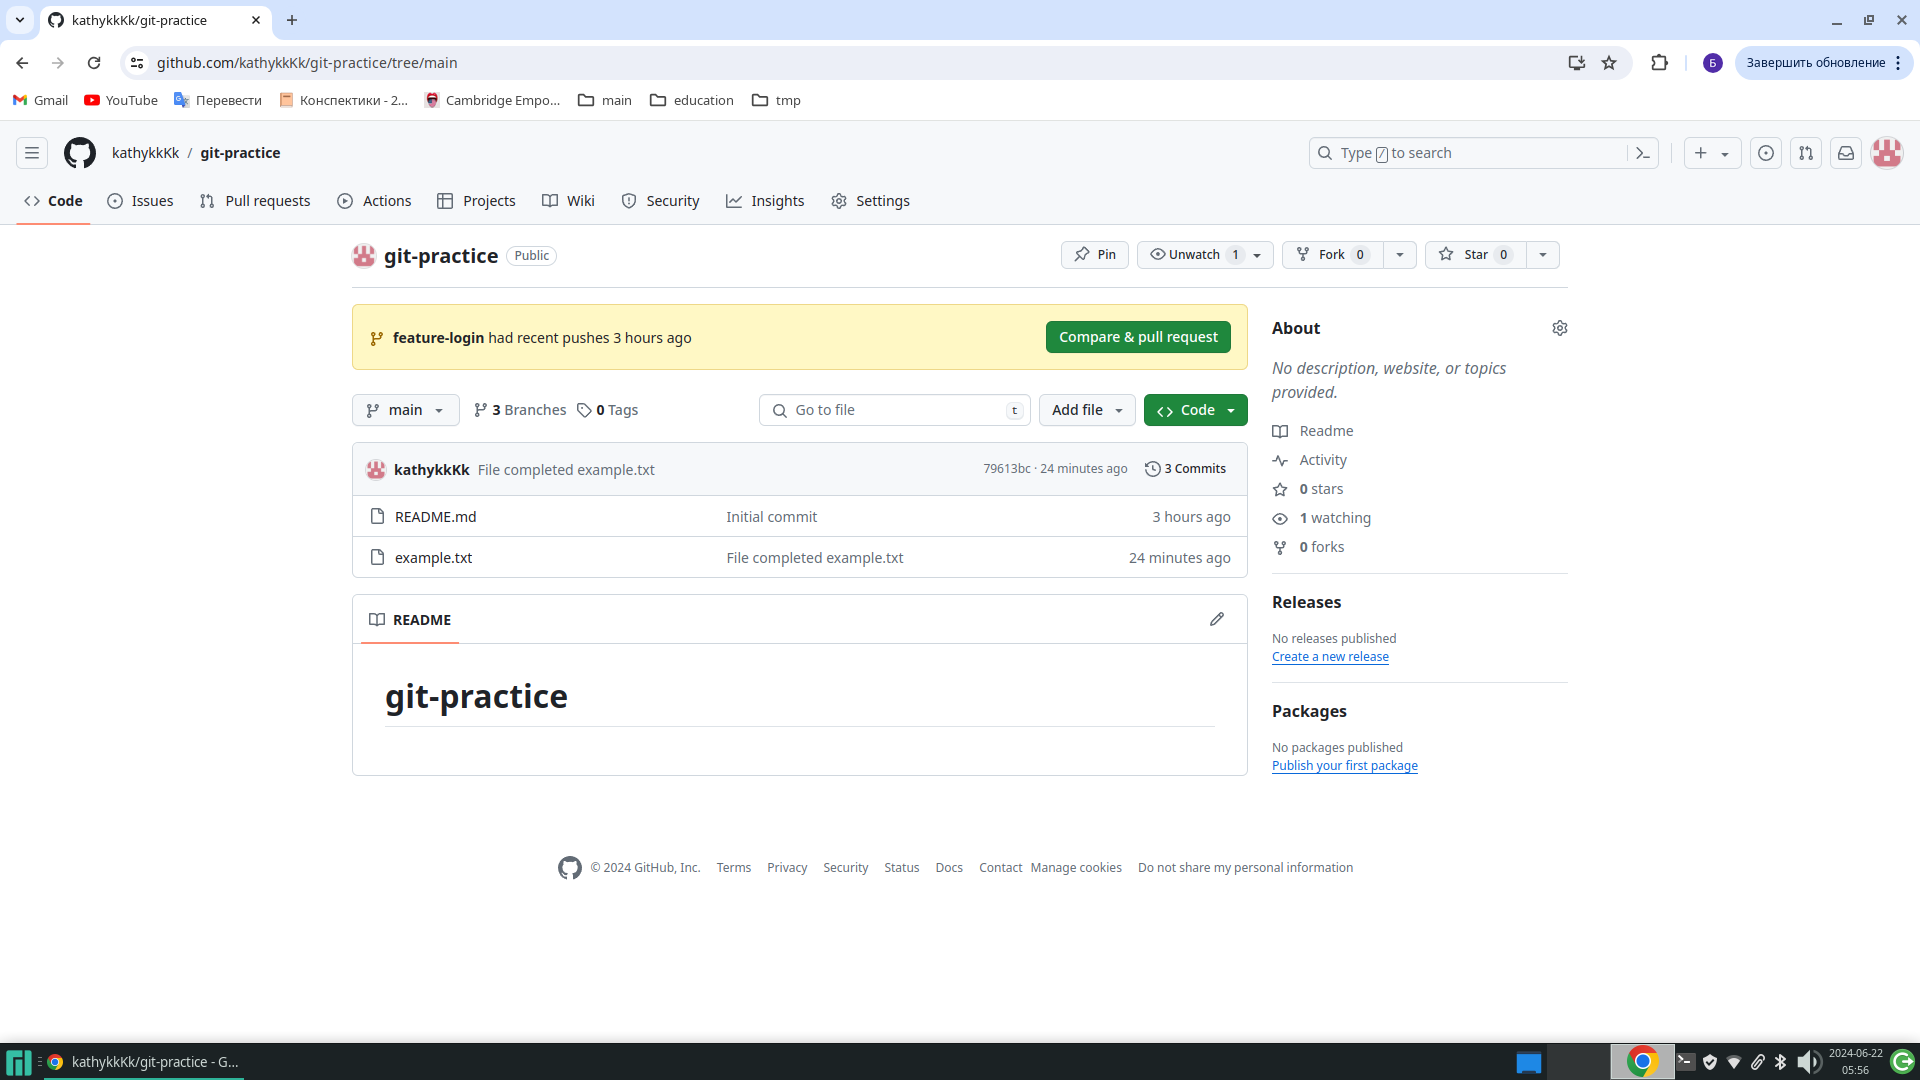 kathykkKk/git-practice
github.com/kathykkKk/git-practice/tree/main
Б
Завершить обновление
Gmail
YouTube
Перевести
Конспектики - 2...
Cambridge Empo...
main
education
tmp
kathykkKk / git-practice
Type / to search
Code
Issues
Pull requests
Actions
Projects
Wiki
Security
Insights
Settings
git-practice
Public
Pin
Unwatch 1
Fork 0
Star 0
feature-login had recent pushes 3 hours ago
Compare & pull request
main
3 Branches
0 Tags
Go to file
t
Add file
Code
kathykkKk File completed example.txt
79613bc · 24 minutes ago
3 Commits
README.md
Initial commit
3 hours ago
example.txt
File completed example.txt
24 minutes ago
README
git-practice
About
No description, website, or topics
provided.
Readme
Activity
0 stars
1 watching
0 forks
Releases
No releases published
Create a new release
Packages
No packages published
Publish your first package
© 2024 GitHub, Inc.
Terms
Privacy
Security
Status
Docs
Contact
Manage cookies
Do not share my personal information
kathykkKk/git-practice - G...
2024-06-22
05:56